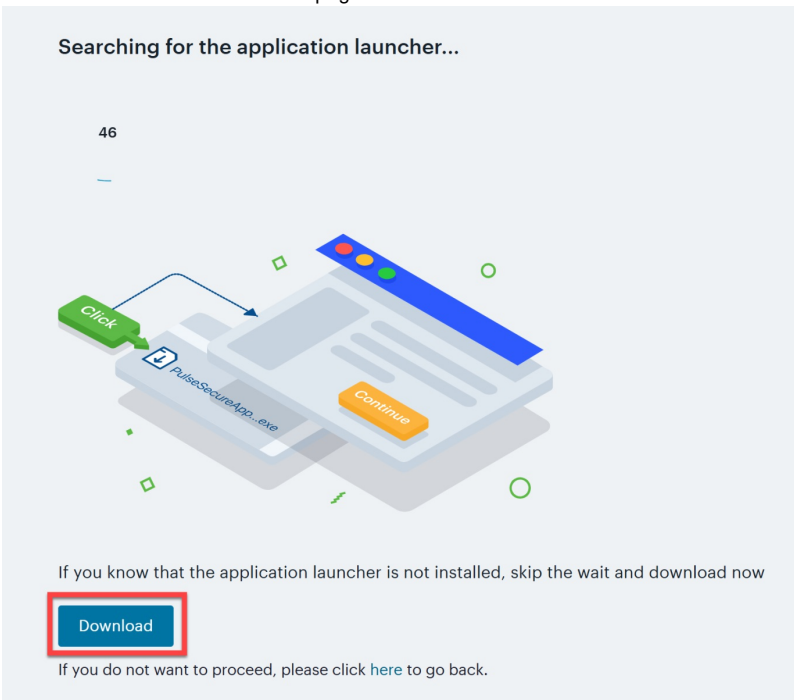 Searching for the application launcher...
46
Click
PulseSecureApp...exe
Continue
If you know that the application launcher is not installed, skip the wait and download now
Download
If you do not want to proceed, please click here to go back.